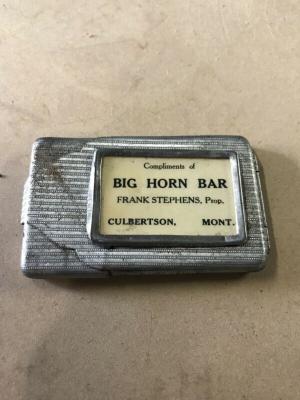 Compliments of
BIG HORN BAR
FRANK STEPHENS, Prop.
CULBERTSON, MONT.